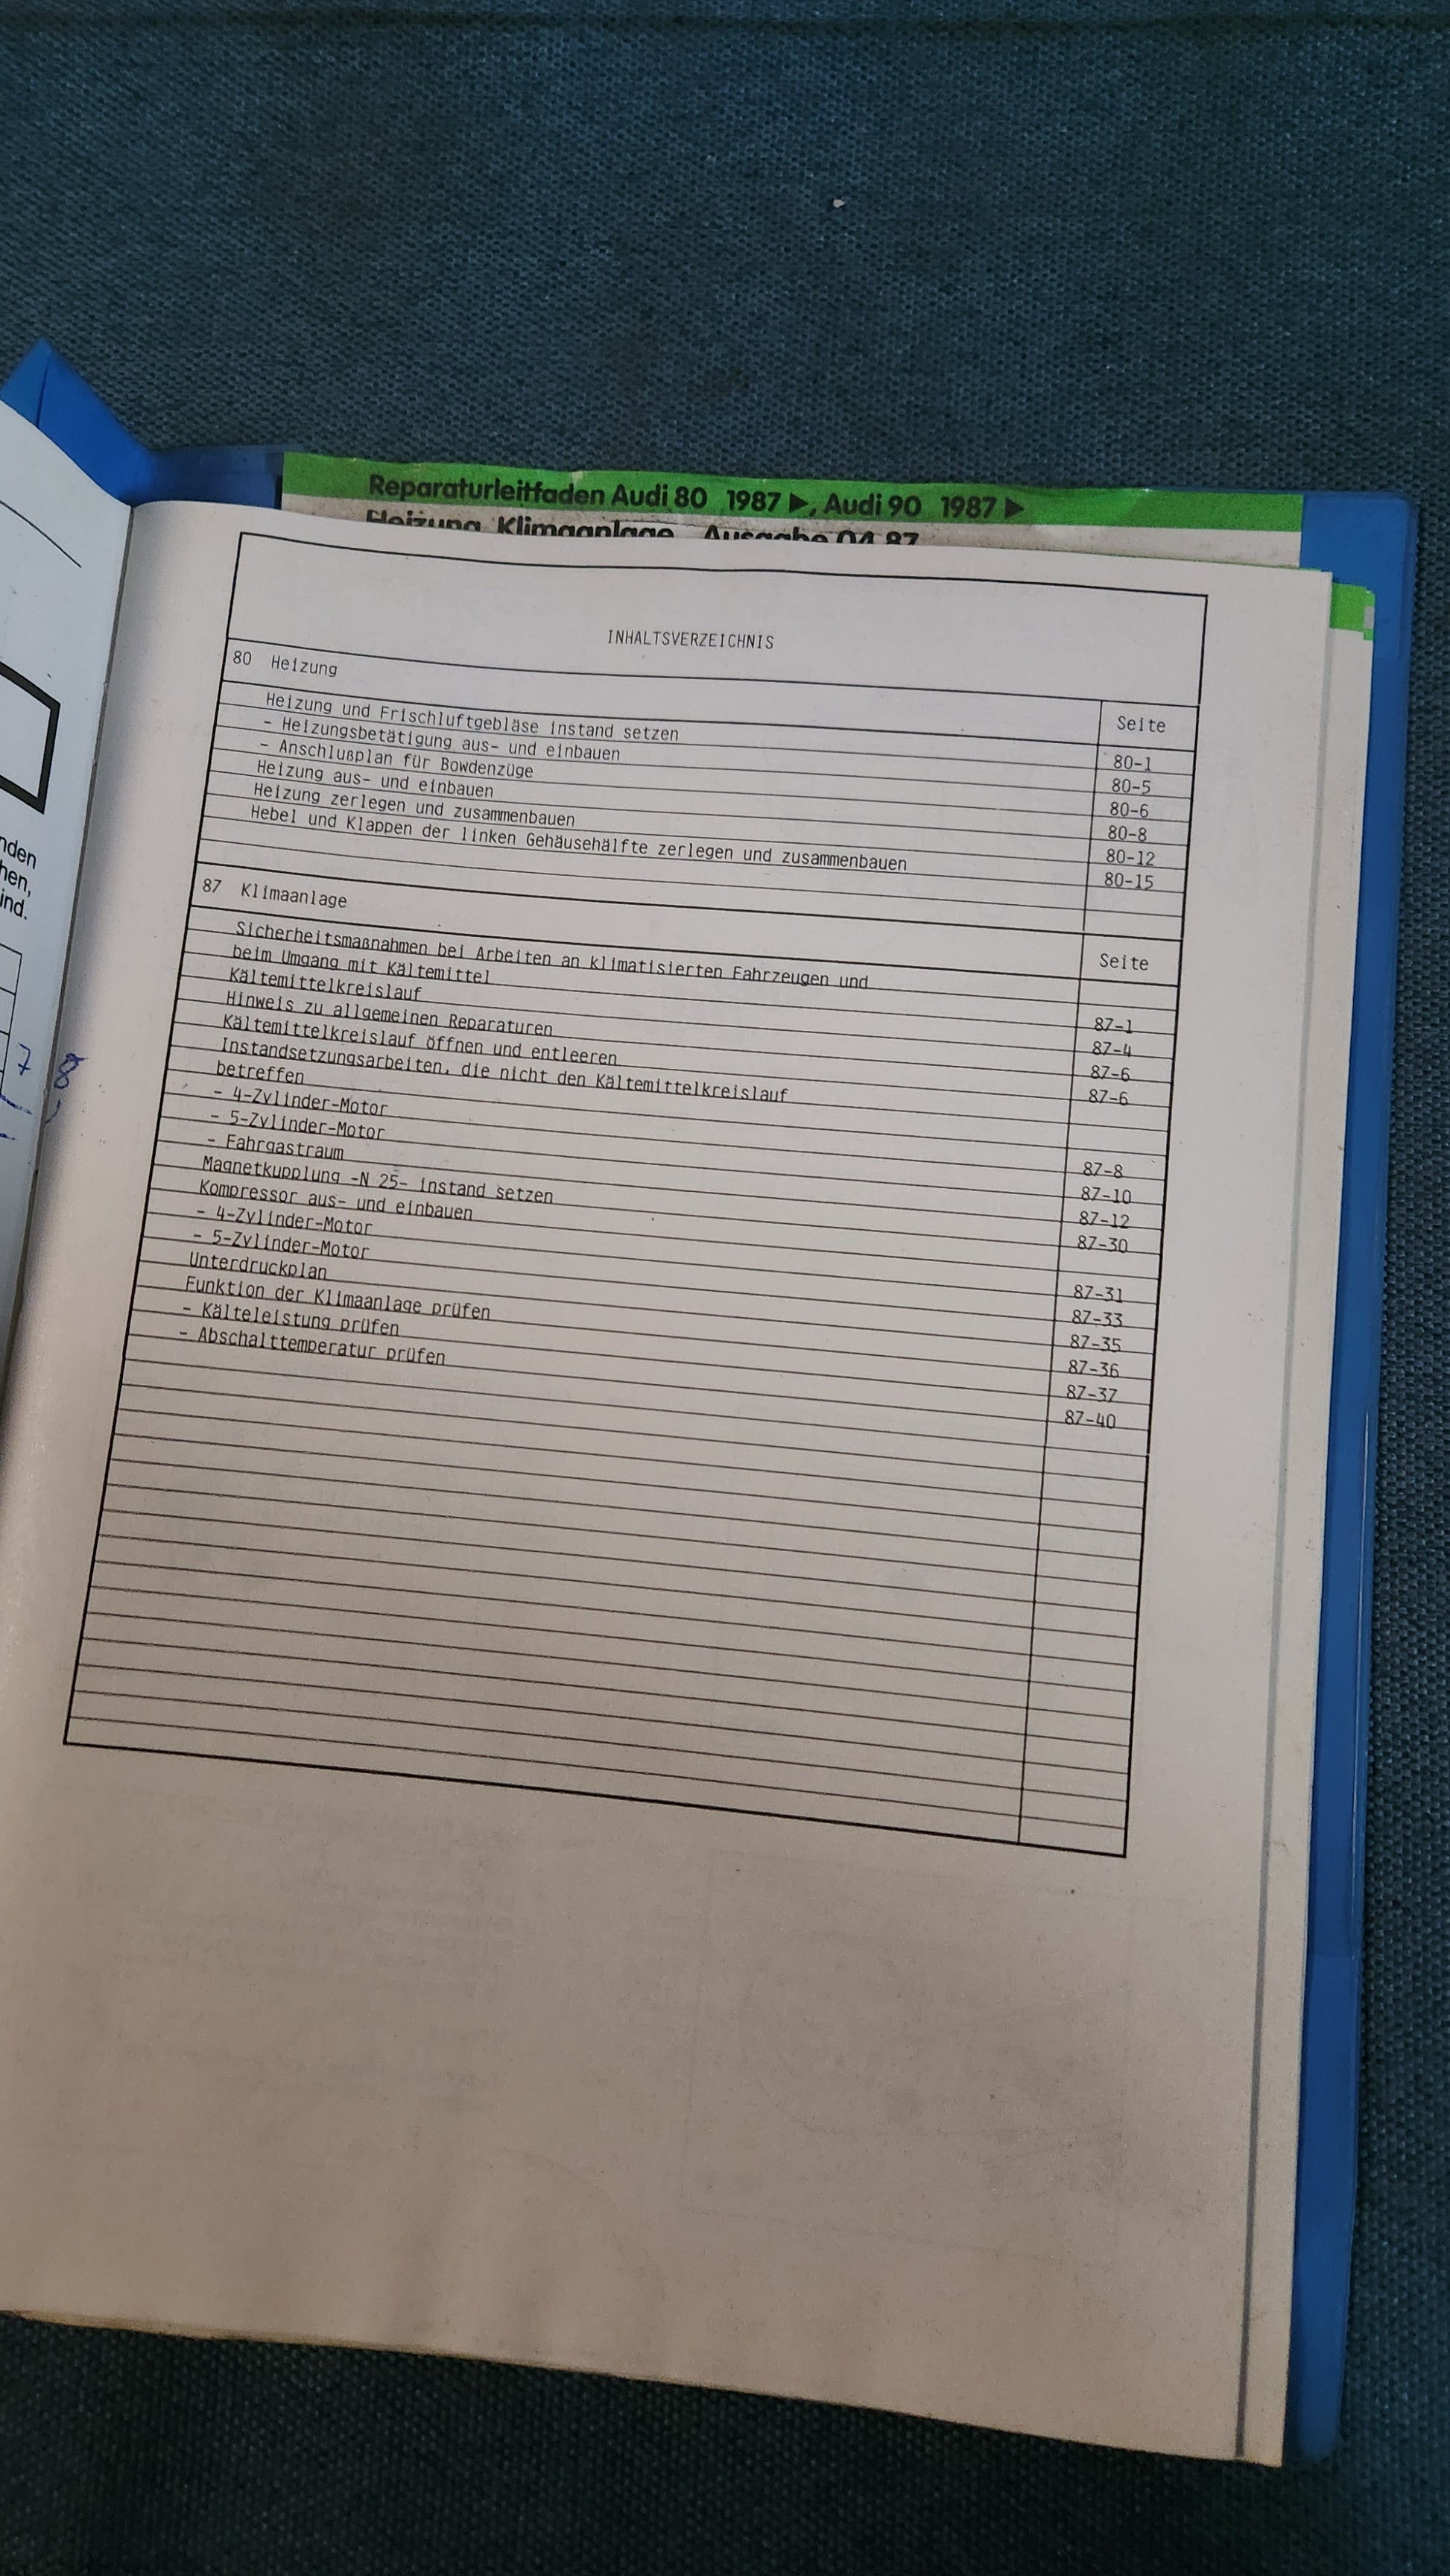 Reparaturleitfaden Audi 80 1987 ▶, Audi 90 1987 ▶
Heizung Klimaanlage Ausgabe 04.87
nden
hen,
ind.
7 8
INHALTSVERZEICHNIS
80 Heizung
Seite
Heizung und Frischluftgebläse instand setzen 80-1
- Heizungsbetätigung aus- und einbauen 80-5
- Anschlußplan für Bowdenzüge 80-6
Heizung aus- und einbauen 80-8
Heizung zerlegen und zusammenbauen 80-12
Hebel und Klappen der linken Gehäusehälfte zerlegen und zusammenbauen 80-15
87 Klimaanlage
Seite
Sicherheitsmaßnahmen bei Arbeiten an klimatisierten Fahrzeugen und
beim Umgang mit Kältemittel 87-1
Kältemittelkreislauf 87-4
Hinweis zu allgemeinen Reparaturen 87-6
Kältemittelkreislauf öffnen und entleeren 87-6
Instandsetzungsarbeiten, die nicht den Kältemittelkreislauf
betreffen
- 4-Zylinder-Motor 87-8
- 5-Zylinder-Motor 87-10
- Fahrgastraum 87-12
Magnetkupplung -N 25- instand setzen 87-30
Kompressor aus- und einbauen
- 4-Zylinder-Motor 87-31
- 5-Zylinder-Motor 87-33
Unterdruckplan 87-35
Funktion der Klimaanlage prüfen 87-36
- Kälteleistung prüfen 87-37
- Abschalttemperatur prüfen 87-40